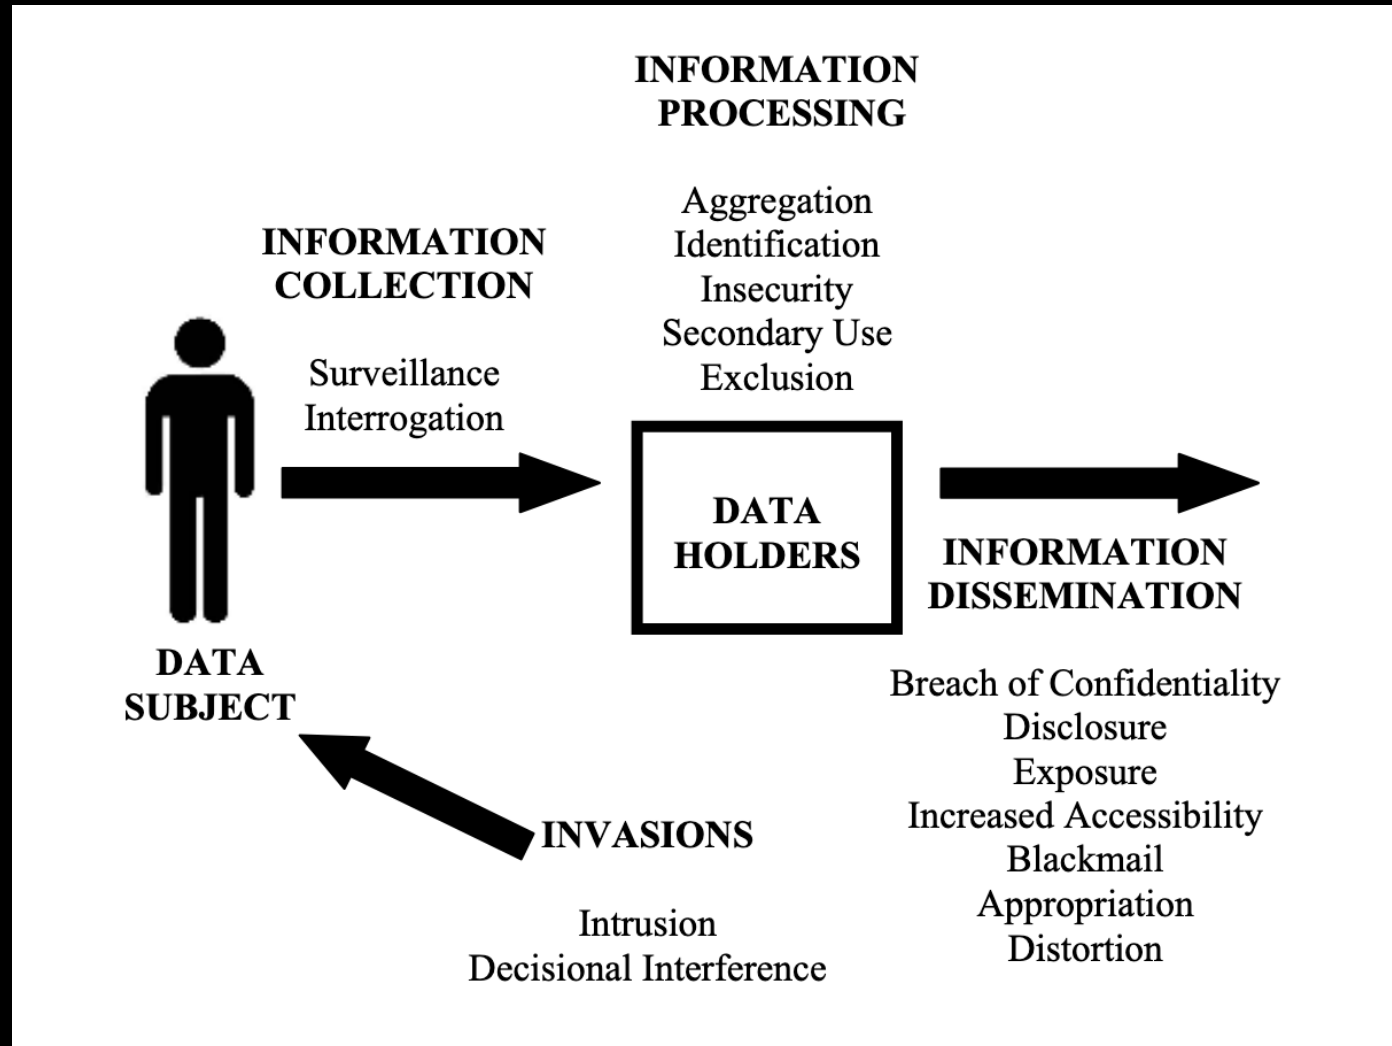 INFORMATION
PROCESSING
Aggregation
Identification
Insecurity
Secondary Use
Exclusion
INFORMATION
COLLECTION
Surveillance
Interrogation
DATA
HOLDERS
INFORMATION
DISSEMINATION
Breach of Confidentiality
Disclosure
Exposure
Increased Accessibility
Blackmail
Appropriation
Distortion
DATA
SUBJECT
INVASIONS
Intrusion
Decisional Interference